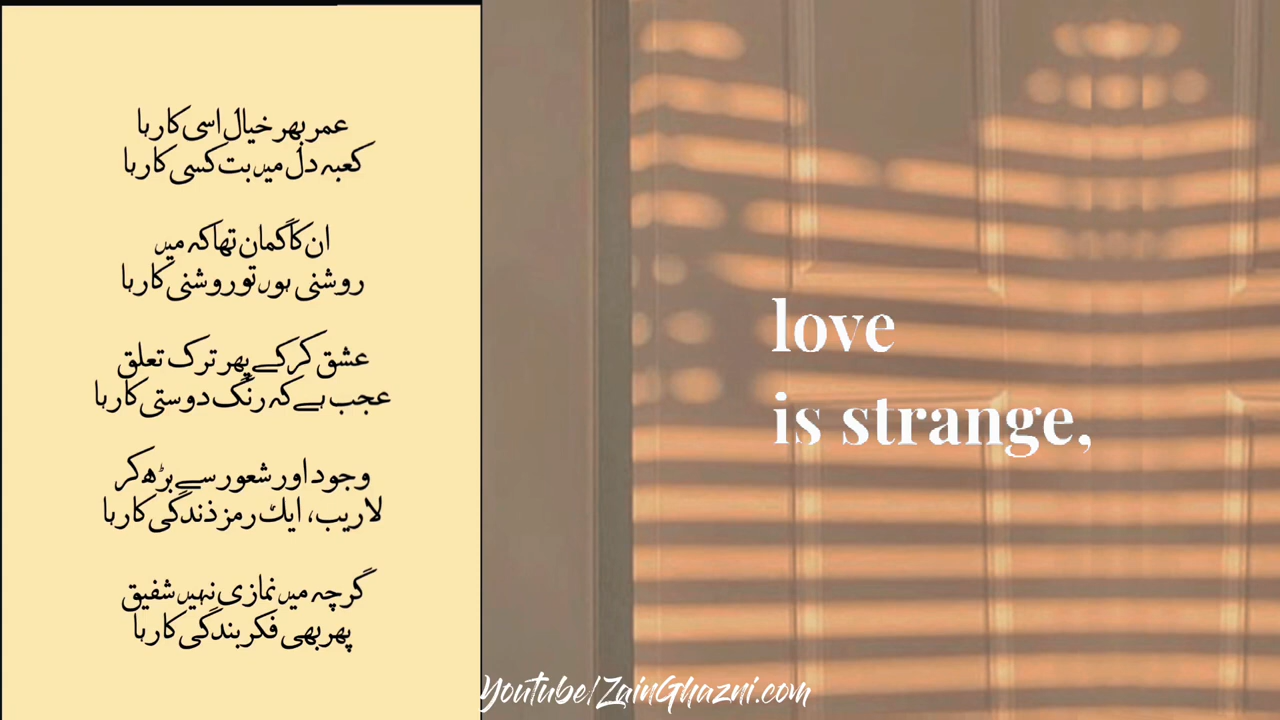 عمر بھر خیال اسی کا رہا
کعبہ دل میں بت کسی کا رہا
ان کا گمان تھا کہ میں
روشنی ہوں تو روشنی کا رہا
عشق کر کے پھر ترک تعلق
عجب ہے کہ رنگ دوستی کا رہا
وجود اور شعور سے بڑھ کر
لاریب، ایک رمز ذندگی کا رہا
گرچہ میں نمازی نہیں شفیق
پھر بھی فکر بندگی کا رہا
love
is strange,
Youtube/ZainGhazni.com